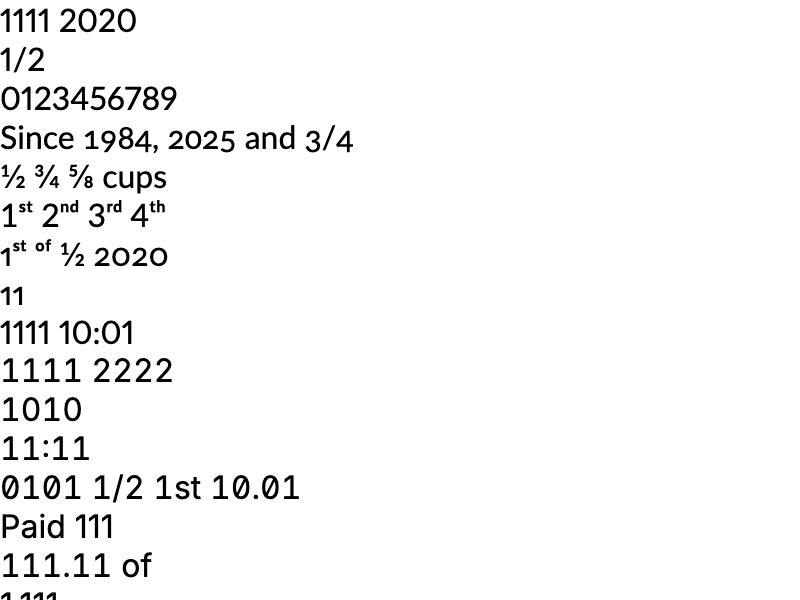 1111 2020
1/2
0123456789
Since 1984, 2025 and 3/4
½ ¾ ⅝ cups
1ˢᵗ 2ⁿᵈ 3ʳᵈ 4ᵗʰ
1ˢᵗ ᵒᶠ ½ 2020
11
1111 10:01
1111 2222
1010
11:11
0101 1/2 1st 10.01
Paid 111
111.11 of